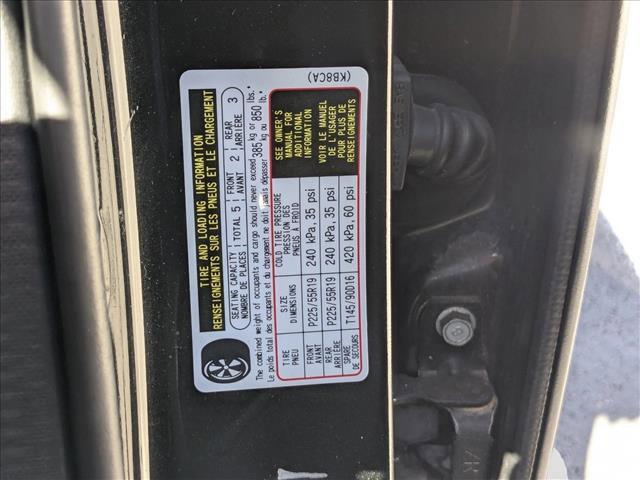 TIRE AND LOADING INFORMATION
RENSEIGNEMENTS SUR LES PNEUS ET LE CHARGEMENT
SEATING CAPACITY TOTAL 5 FRONT 2 REAR 3
NOMBRE DE PLACES AVANT ARRIÈRE
The combined weight of occupants and cargo should never exceed 385 kg or 850 lbs.
Le poids total des occupants et du chargement ne doit jamais dépasser kg ou lb.
TIRE SIZE COLD TIRE PRESSURE
PNEU DIMENSIONS PRESSION DES PNEUS À FROID
FRONT AVANT P225/55R19 240 kPa, 35 psi
REAR ARRIÈRE P225/55R19 240 kPa, 35 psi
SPARE DE SECOURS T145/90D16 420 kPa, 60 psi
SEE OWNER'S
MANUAL FOR
ADDITIONAL
INFORMATION
VOIR LE MANUEL
DE L'USAGER
POUR PLUS DE
RENSEIGNEMENTS
(KB8CA)